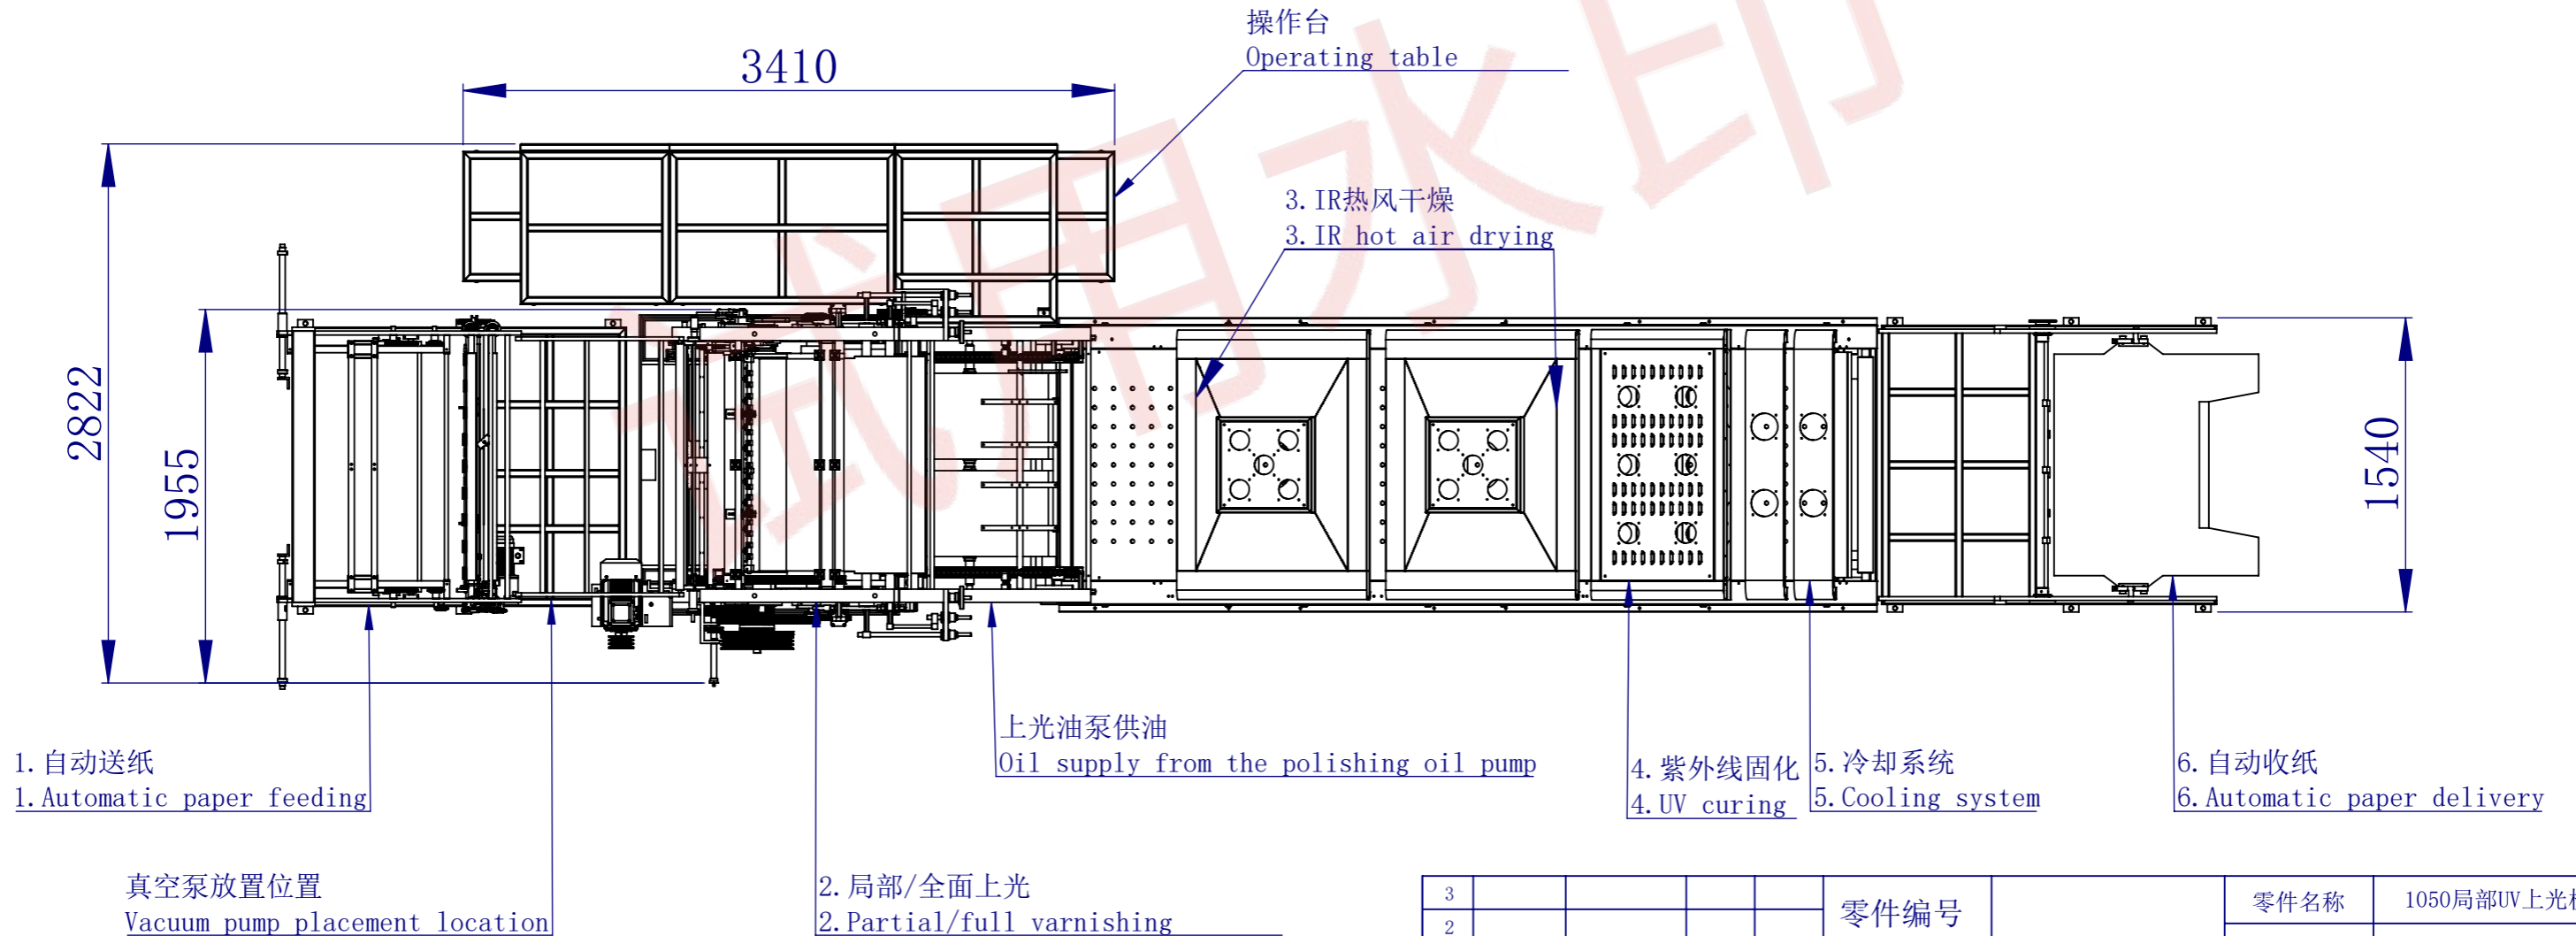 操作台
Operating table
3410
3.IR热风干燥
3.IR hot air drying
28822
1955
1540
上光油泵供油
Oil supply from the polishing oil pump
1.自动送纸
1.Automatic paper feeding
4.紫外线固化
4.UV curing
5.冷却系统
5.Cooling system
6.自动收纸
6.Automatic paper delivery
真空泵放置位置
Vacuum pump placement location
2.局部/全面上光
2.Partial/full varnishing
3
2
零件编号
零件名称
1050局部UV上光
试用水印